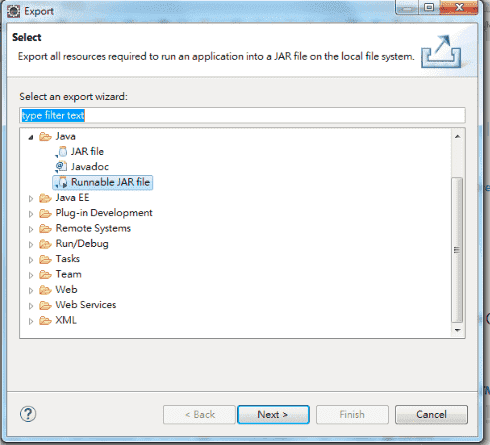 Export
Select
Export all resources required to run an application into a JAR file on the local file system.
Select an export wizard:
type filter text
Java
JAR file
Javadoc
Runnable JAR file
Java EE
Plug-in Development
Remote Systems
Run/Debug
Tasks
Team
Web
Web Services
XML
< Back Next > Finish Cancel